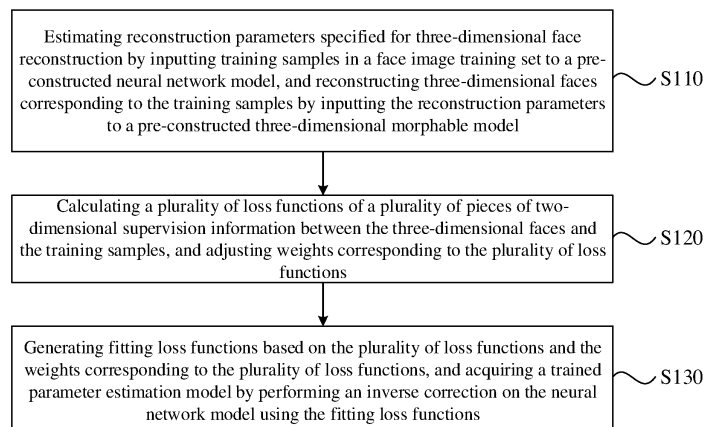 Estimating reconstruction parameters specified for three-dimensional face
reconstruction by inputting training samples in a face image training set to a pre-
constructed neural network model, and reconstructing three-dimensional faces
corresponding to the training samples by inputting the reconstruction parameters
to a pre-constructed three-dimensional morphable model
S110
Calculating a plurality of loss functions of a plurality of pieces of two-
dimensional supervision information between the three-dimensional faces and
the training samples, and adjusting weights corresponding to the plurality of loss
functions
S120
Generating fitting loss functions based on the plurality of loss functions and the
weights corresponding to the plurality of loss functions, and acquiring a trained
parameter estimation model by performing an inverse correction on the neural
network model using the fitting loss functions
S130